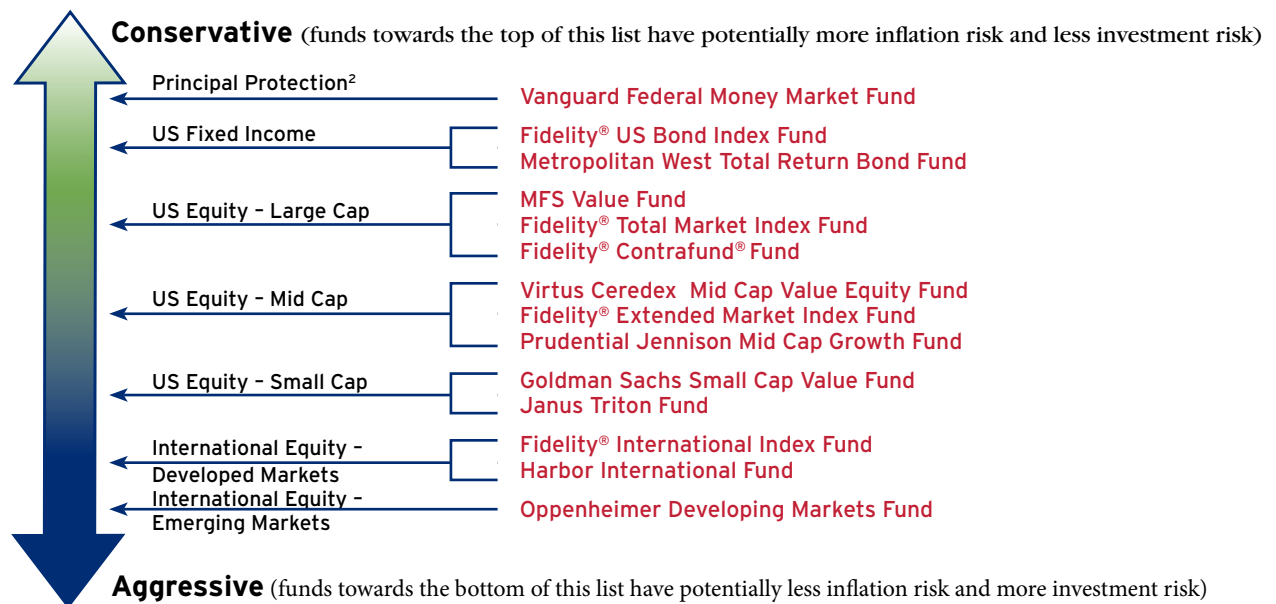 Conservative (funds towards the top of this list have potentially more inflation risk and less investment risk)
Principal Protection²
Vanguard Federal Money Market Fund
US Fixed Income
Fidelity® US Bond Index Fund
Metropolitan West Total Return Bond Fund
US Equity – Large Cap
MFS Value Fund
Fidelity® Total Market Index Fund
Fidelity® Contrafund® Fund
US Equity – Mid Cap
Virtus Ceredex Mid Cap Value Equity Fund
Fidelity® Extended Market Index Fund
Prudential Jennison Mid Cap Growth Fund
US Equity – Small Cap
Goldman Sachs Small Cap Value Fund
Janus Triton Fund
International Equity –
Developed Markets
Fidelity® International Index Fund
Harbor International Fund
International Equity –
Emerging Markets
Oppenheimer Developing Markets Fund
Aggressive (funds towards the bottom of this list have potentially less inflation risk and more investment risk)